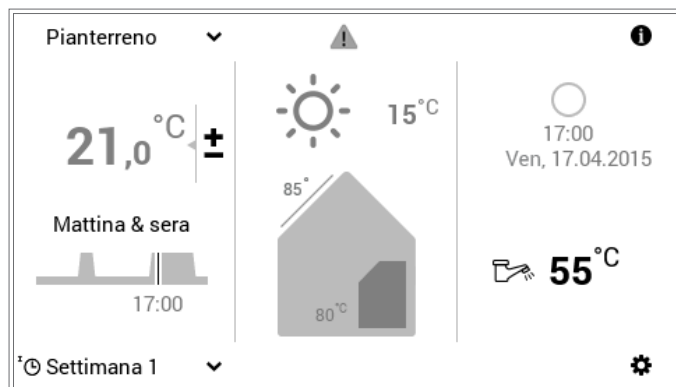 Pianterreno
21,0 °C ±
Mattina & sera
17:00
Settimana 1
15°C
85°
80°C
17:00
Ven, 17.04.2015
55°C